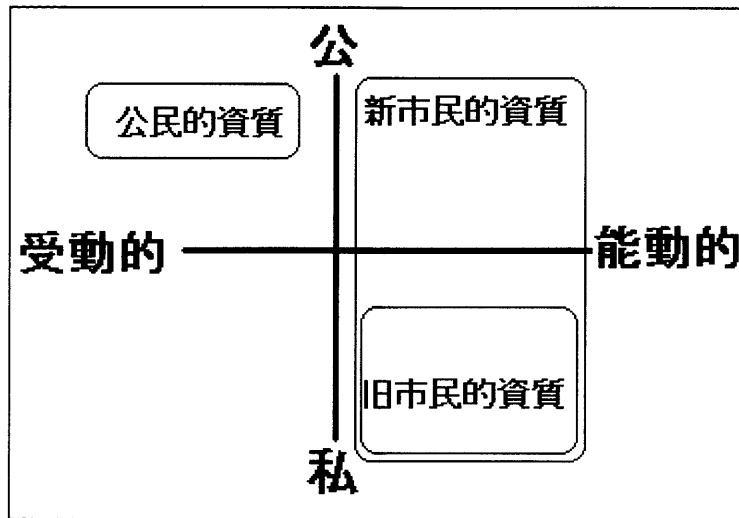 公
公民的資質
新市民的資質
受動的
能動的
旧市民的資質
私